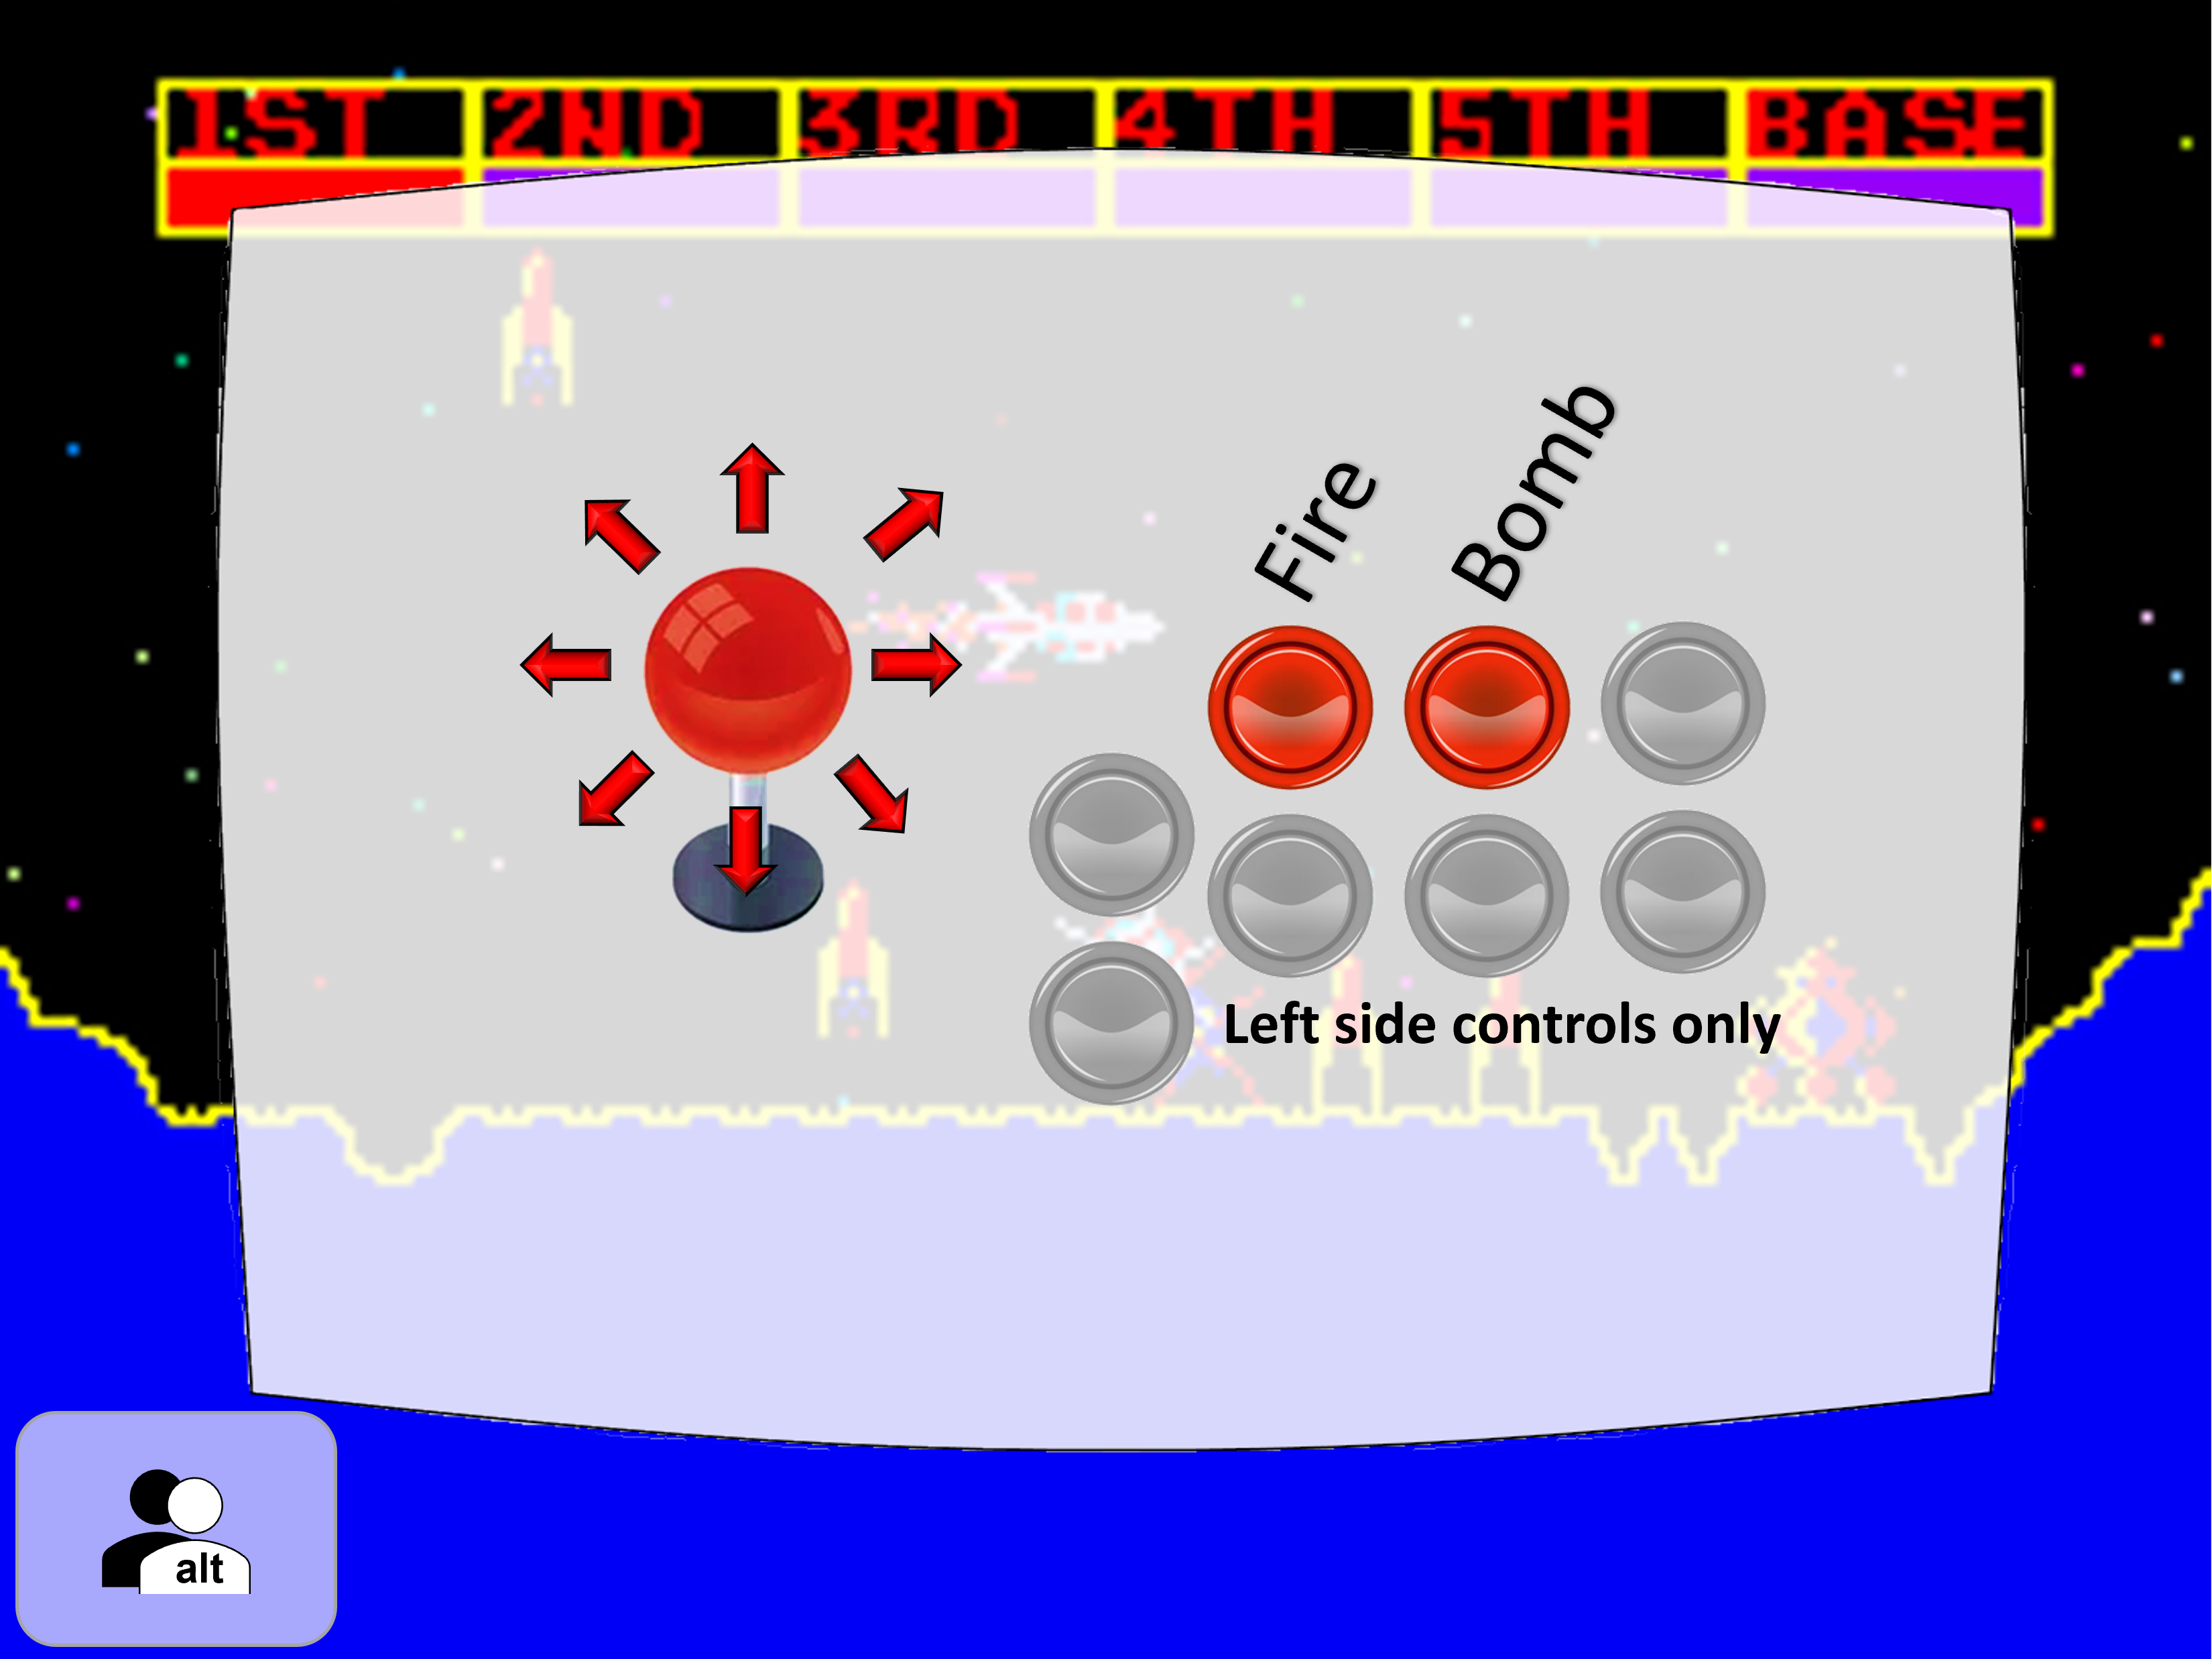 1ST 2ND 3RD 4TH 5TH BASE
Fire
Bomb
Left side controls only
alt